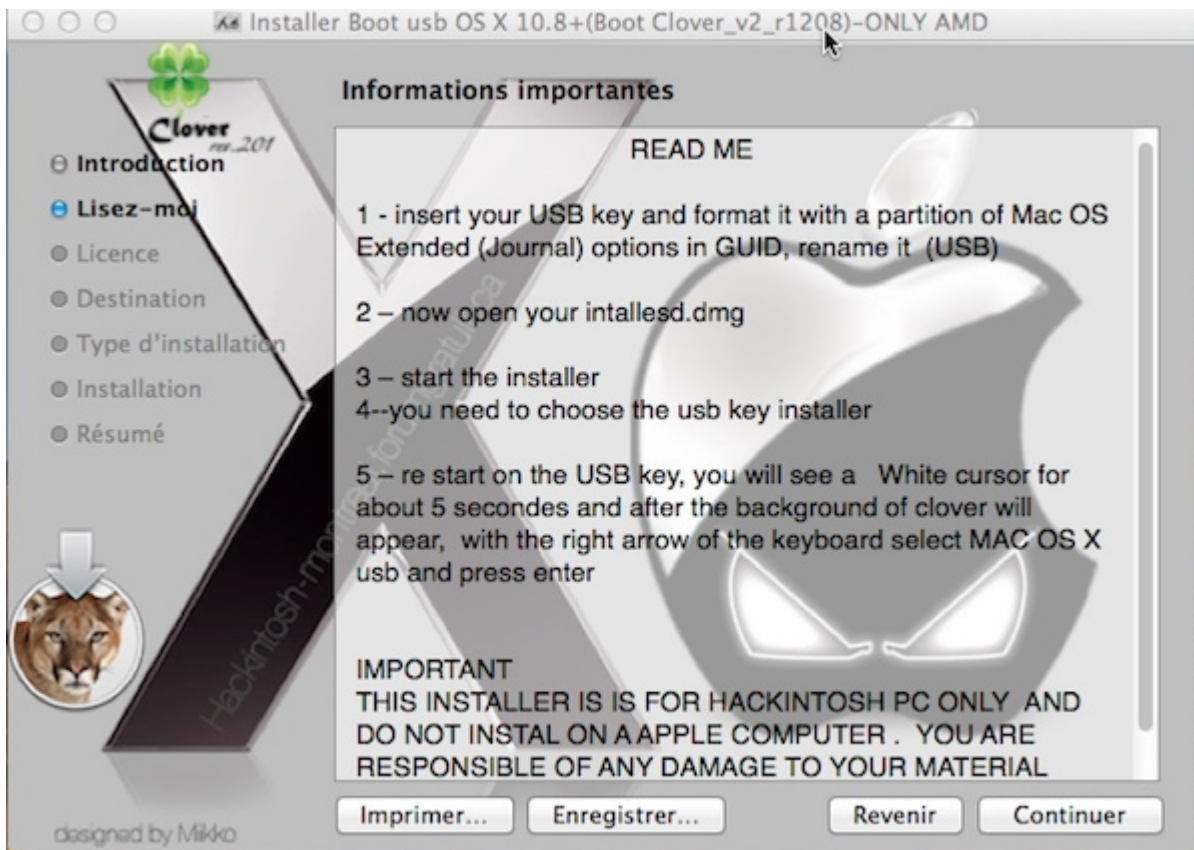 Installer Boot usb OS X 10.8+(Boot Clover_v2_r1208)-ONLY AMD
Clover
rev..201
Introduction
Lisez-moi
Licence
Destination
Type d'installation
Installation
Résumé
designed by Mikko
Informations importantes
READ ME
1 - insert your USB key and format it with a partition of Mac OS
Extended (Journal) options in GUID, rename it (USB)
2 – now open your intallesd.dmg
3 – start the installer
4--you need to choose the usb key installer
5 – re start on the USB key, you will see a White cursor for
about 5 secondes and after the background of clover will
appear, with the right arrow of the keyboard select MAC OS X
usb and press enter
IMPORTANT
THIS INSTALLER IS IS FOR HACKINTOSH PC ONLY AND
DO NOT INSTAL ON A APPLE COMPUTER . YOU ARE
RESPONSIBLE OF ANY DAMAGE TO YOUR MATERIAL
Imprimer...
Enregistrer...
Revenir
Continuer